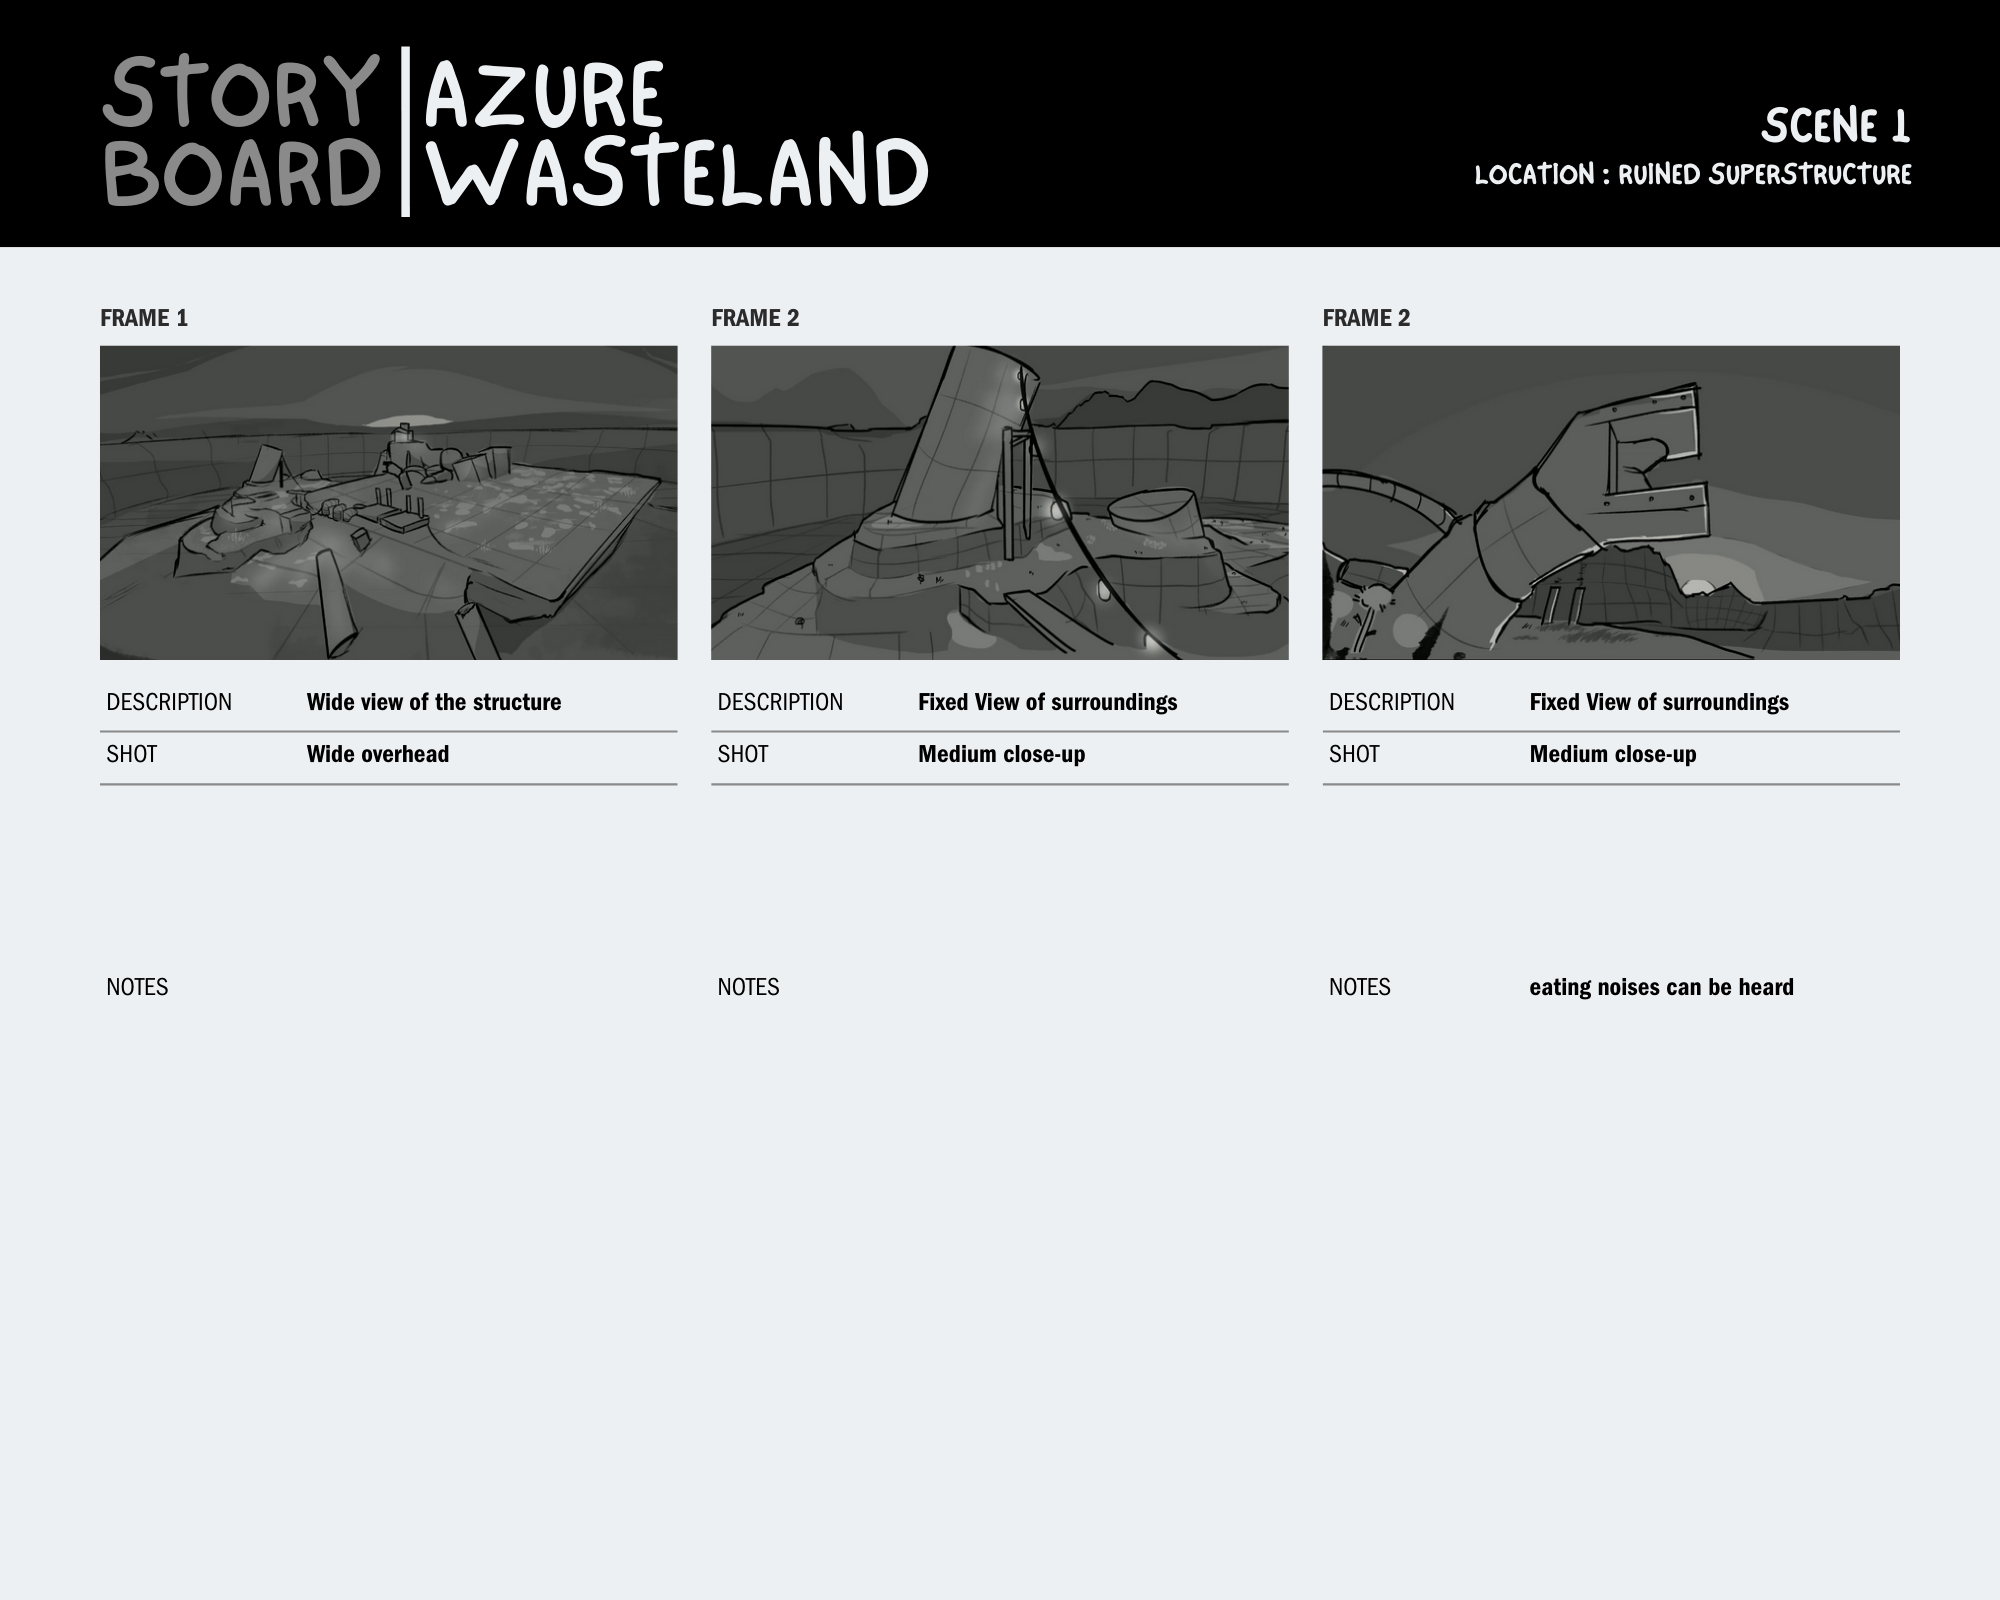 STORY BOARD
AZURE WASTELAND
SCENE 1
LOCATION : RUINED SUPERSTRUCTURE
FRAME 1
DESCRIPTION Wide view of the structure
SHOT Wide overhead
NOTES
FRAME 2
DESCRIPTION Fixed View of surroundings
SHOT Medium close-up
NOTES
FRAME 2
DESCRIPTION Fixed View of surroundings
SHOT Medium close-up
NOTES eating noises can be heard